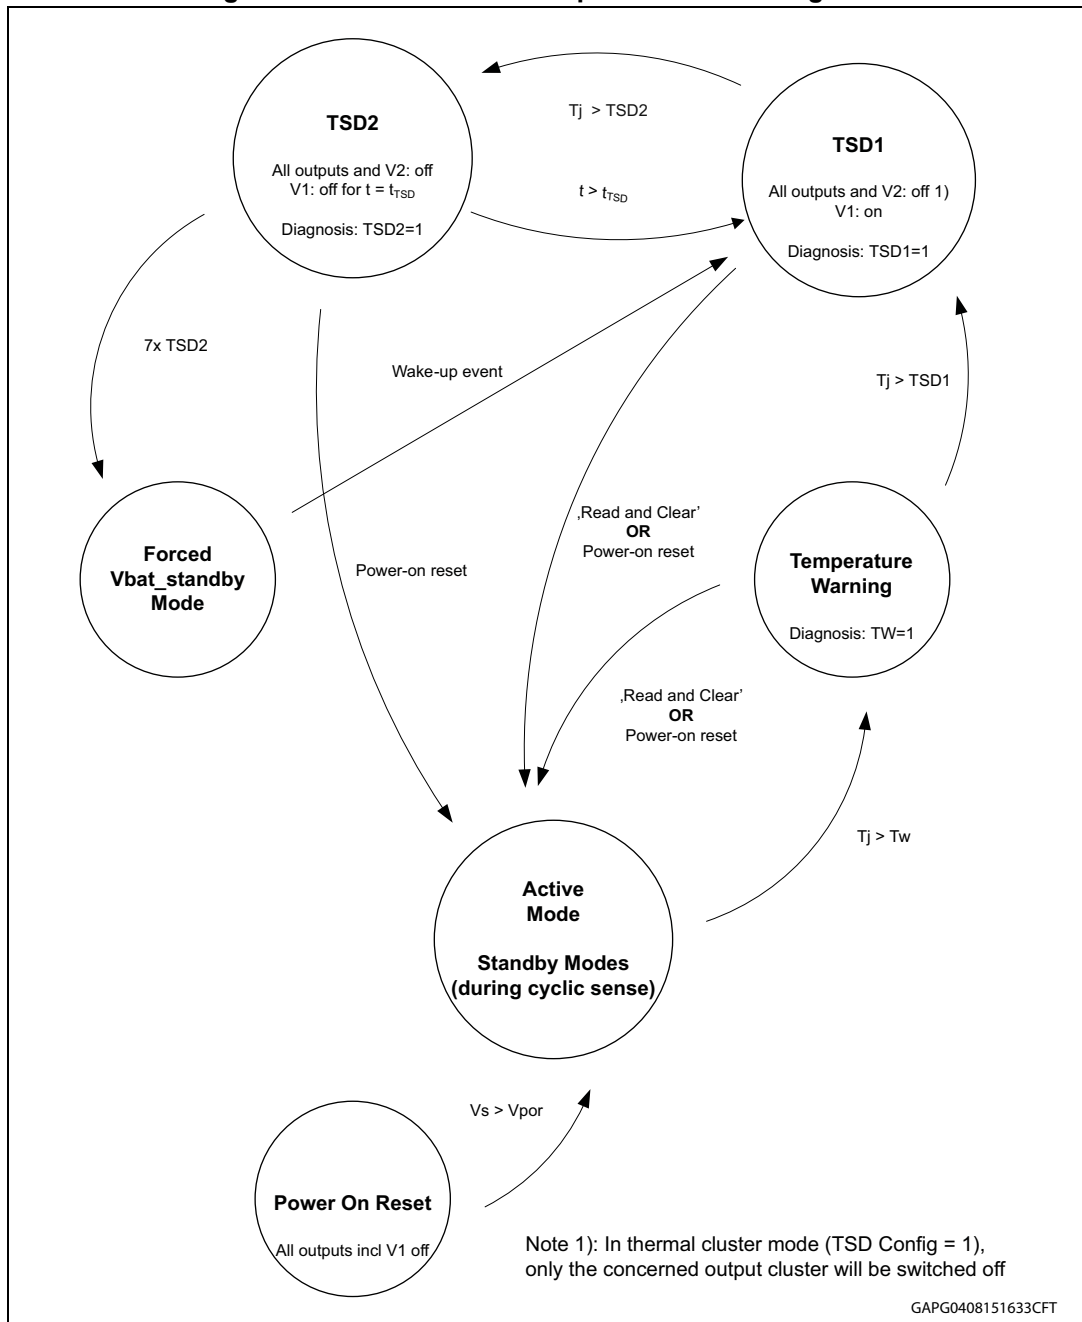 TSD2
All outputs and V2: off
V1: off for t = tTSD
Diagnosis: TSD2=1
Tj > TSD2
t > tTSD
TSD1
All outputs and V2: off 1)
V1: on
Diagnosis: TSD1=1
7x TSD2
Wake-up event
Tj > TSD1
Forced
Vbat_standby
Mode
Power-on reset
‚Read and Clear’
OR
Power-on reset
Temperature
Warning
Diagnosis: TW=1
‚Read and Clear’
OR
Power-on reset
Tj > Tw
Active
Mode
Standby Modes
(during cyclic sense)
Vs > Vpor
Power On Reset
All outputs incl V1 off
Note 1): In thermal cluster mode (TSD Config = 1),
only the concerned output cluster will be switched off
GAPG0408151633CFT